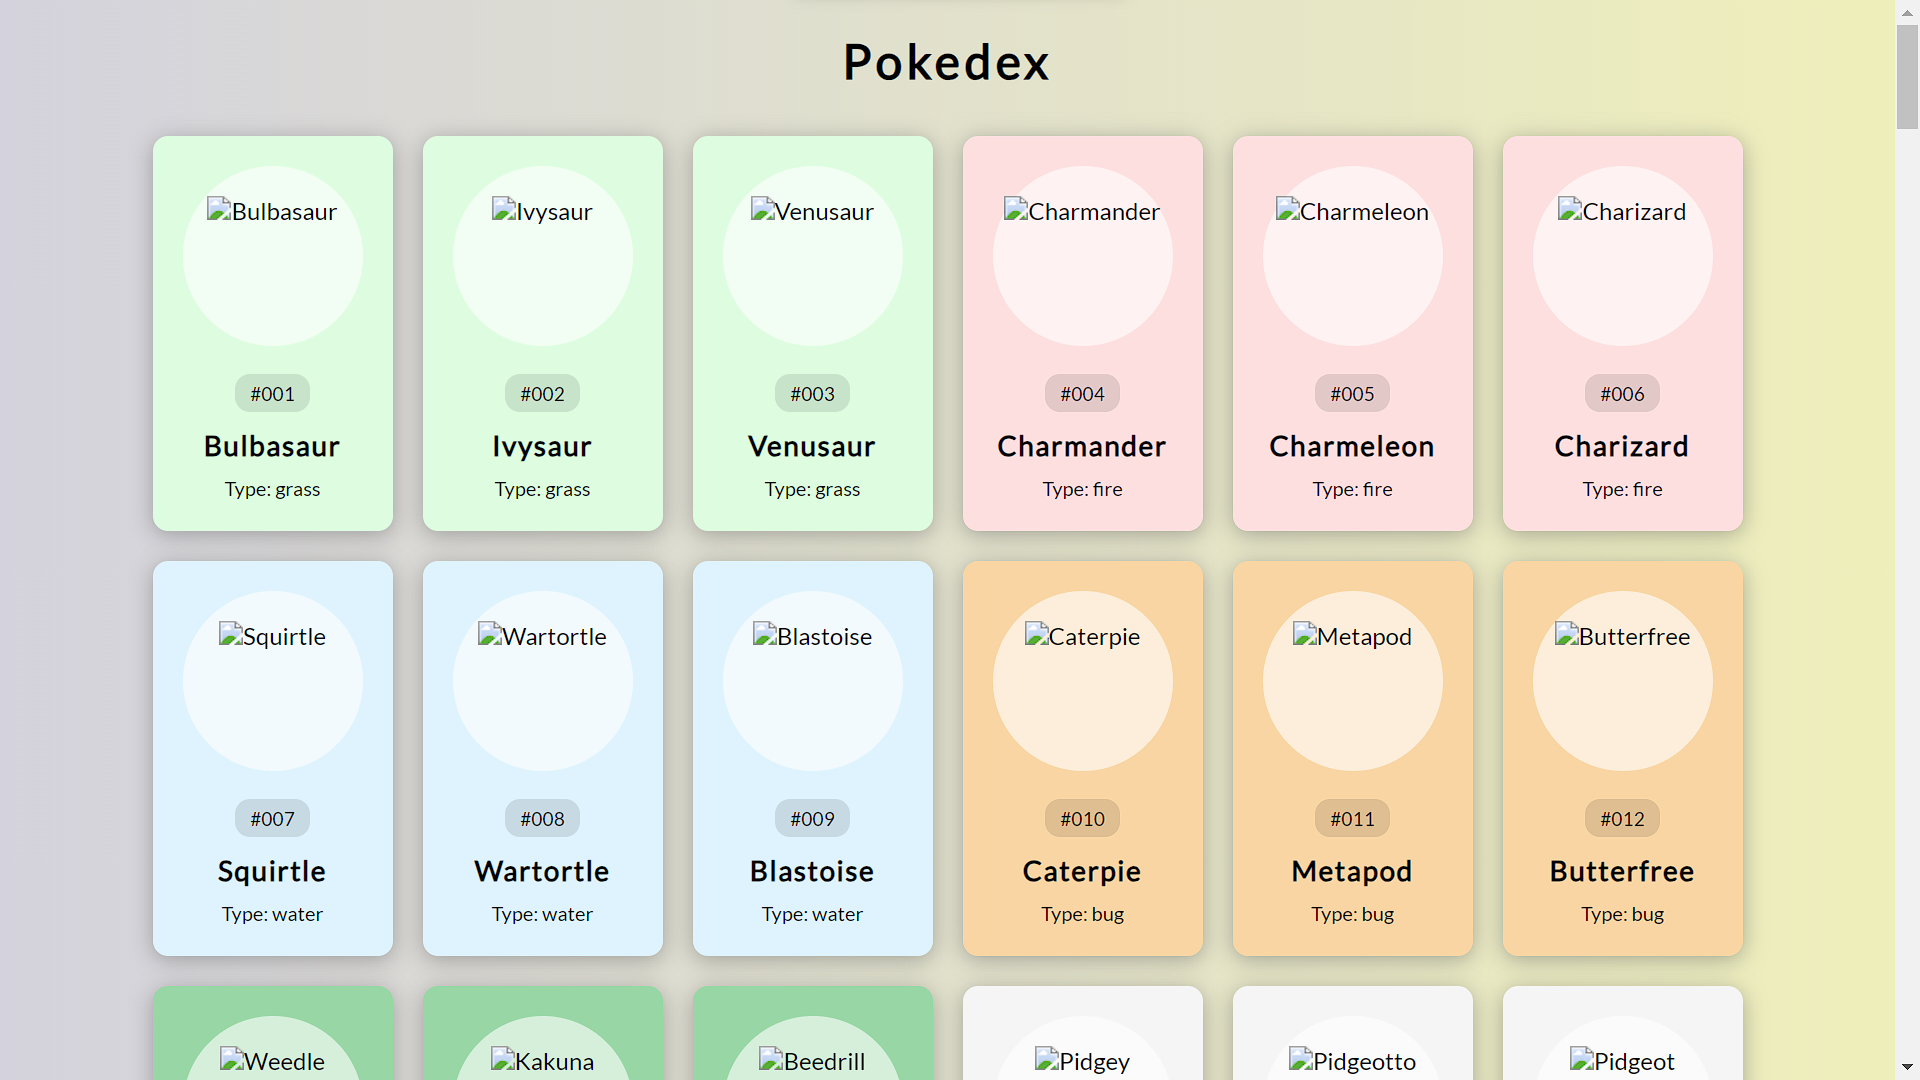 Pokedex
Bulbasaur
Ivysaur
Venusaur
Charmander
Charmeleon
Charizard
#001
#002
#003
#004
#005
#006
Bulbasaur
Ivysaur
Venusaur
Charmander
Charmeleon
Charizard
Type: grass
Type: grass
Type: grass
Type: fire
Type: fire
Type: fire
Squirtle
Wartortle
Blastoise
Caterpie
Metapod
Butterfree
#007
#008
#009
#010
#011
#012
Squirtle
Wartortle
Blastoise
Caterpie
Metapod
Butterfree
Type: water
Type: water
Type: water
Type: bug
Type: bug
Type: bug
Weedle
Kakuna
Beedrill
Pidgey
Pidgeotto
Pidgeot